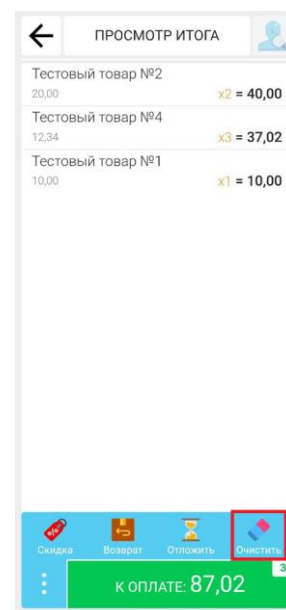 ПРОСМОТР ИТОГА
Тестовый товар №2
20,00 x2 = 40,00
Тестовый товар №4
12,34 x3 = 37,02
Тестовый товар №1
10,00 x1 = 10,00
Скидка Возврат Отложить Очистить
3
К ОПЛАТЕ: 87,02